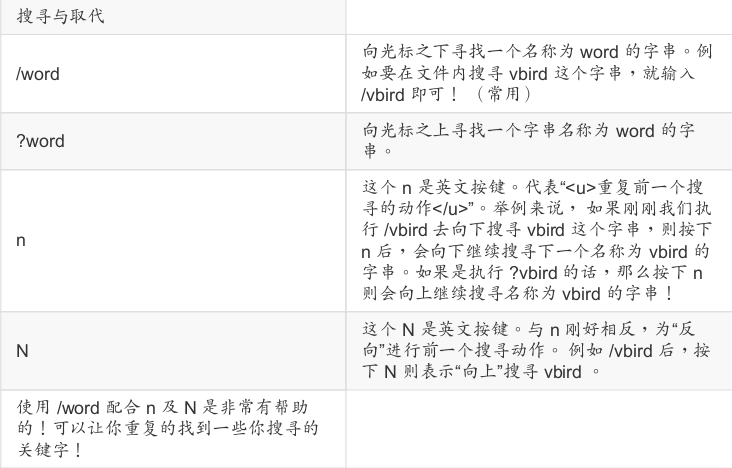 搜寻与取代
/word
向光标之下寻找一个名称为 word 的字串。例
如要在文件内搜寻 vbird 这个字串，就输入
/vbird 即可！ （常用）
?word
向光标之上寻找一个字串名称为 word 的字
串。
n
这个 n 是英文按键。代表“<u>重复前一个搜
寻的动作</u>”。举例来说， 如果刚刚我们执
行 /vbird 去向下搜寻 vbird 这个字串，则按下
n 后，会向下继续搜寻下一个名称为 vbird 的
字串。如果是执行 ?vbird 的话，那么按下 n
则会向上继续搜寻名称为 vbird 的字串！
N
这个 N 是英文按键。与 n 刚好相反，为“反
向”进行前一个搜寻动作。 例如 /vbird 后，按
下 N 则表示“向上”搜寻 vbird 。
使用 /word 配合 n 及 N 是非常有帮助
的！可以让你重复的找到一些你搜寻的
关键字！